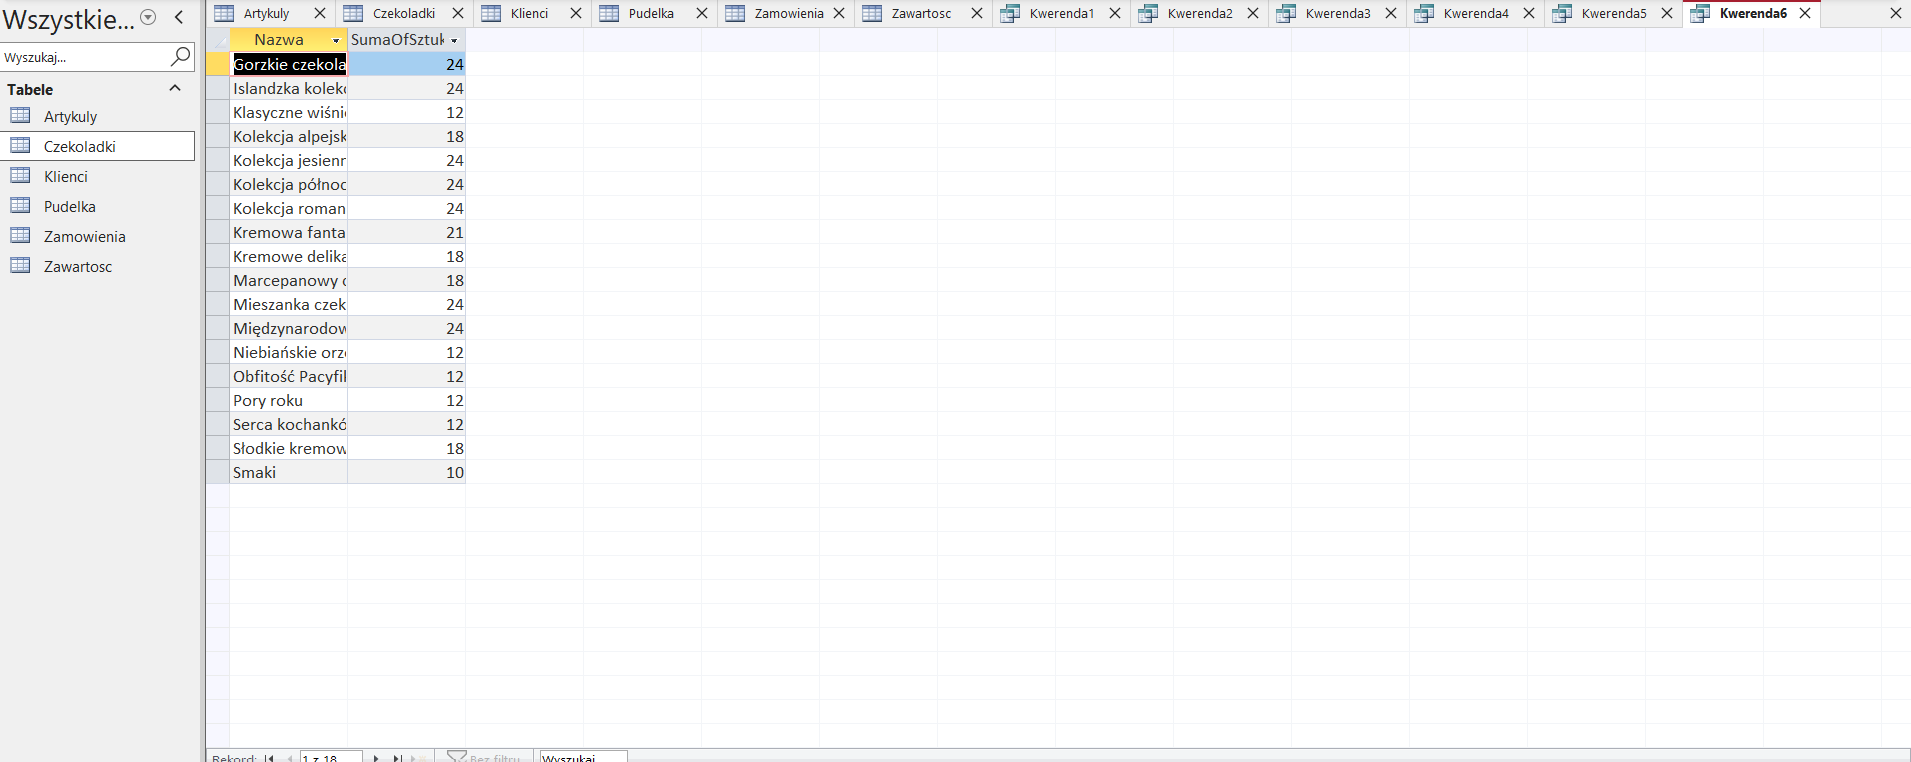 Wszystkie...
Wyszukaj...
Tabele
Artykuly
Czekoladki
Klienci
Pudelka
Zamowienia
Zawartosc
Artykuly Czekoladki Klienci Pudelka Zamowienia Zawartosc Kwerenda1 Kwerenda2 Kwerenda3 Kwerenda4 Kwerenda5 Kwerenda6
Nazwa SumaOfSztuk
Gorzkie czekola 24
Islandzka kolekc 24
Klasyczne wiśni 12
Kolekcja alpejsk 18
Kolekcja jesienn 24
Kolekcja północ 24
Kolekcja roman 24
Kremowa fanta 21
Kremowe delika 18
Marcepanowy 18
Mieszanka czek 24
Międzynarodow 24
Niebiańskie orz 12
Obfitość Pacyfik 12
Pory roku 12
Serca kochankó 12
Słodkie kremow 18
Smaki 10
Rekord: 1 z 18 Bez filtru Wyszukaj